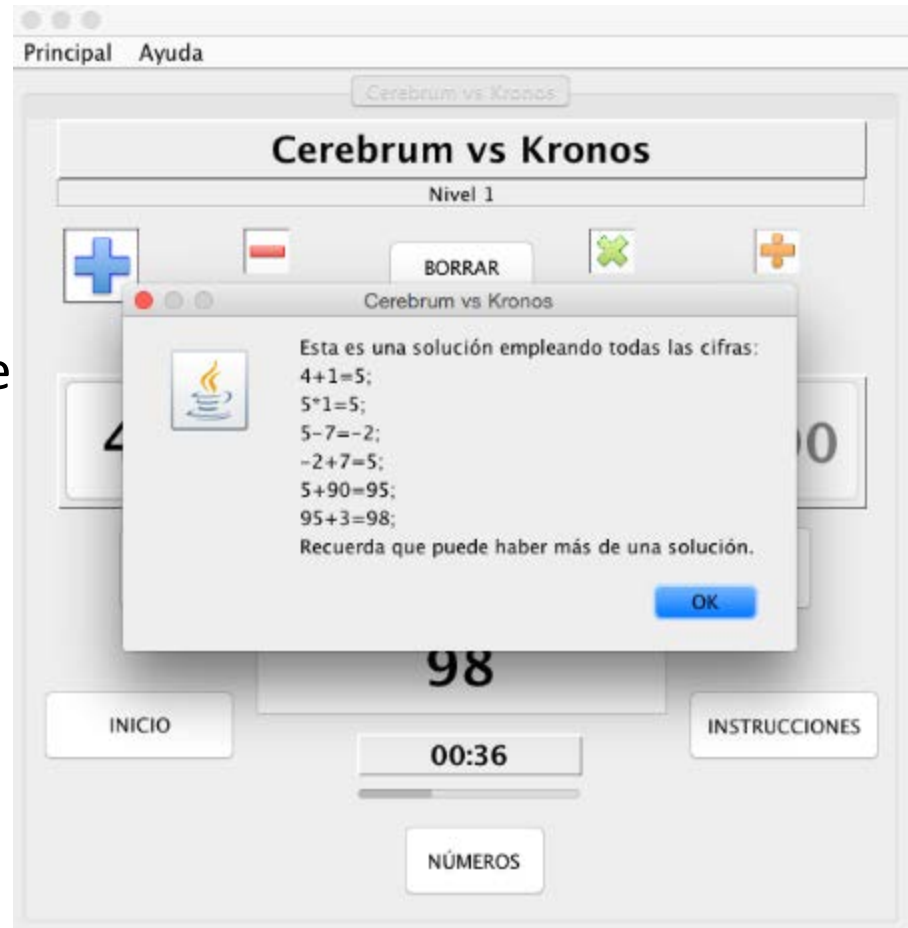 Principal Ayuda
Cerebrum vs Kronos
Cerebrum vs Kronos
Nivel 1
BORRAR
Cerebrum vs Kronos
Esta es una solución empleando todas las cifras:
4+1=5;
5*1=5;
5-7=-2;
-2+7=5;
5+90=95;
95+3=98;
Recuerda que puede haber más de una solución.
OK
e
4
0
98
INICIO
INSTRUCCIONES
00:36
NÚMEROS